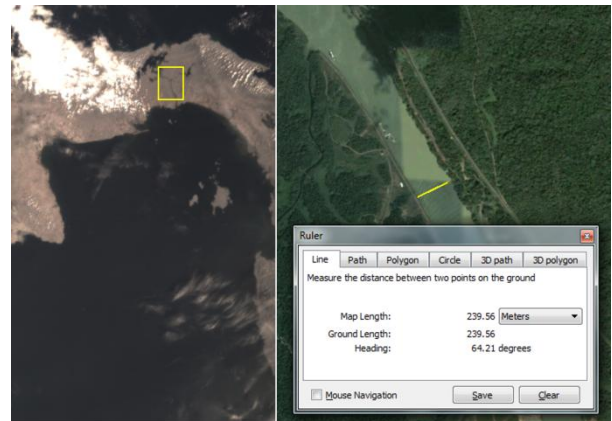 Ruler
Line Path Polygon Circle 3D path 3D polygon
Measure the distance between two points on the ground
Map Length: 239.56 Meters
Ground Length: 239.56
Heading: 64.21 degrees
Mouse Navigation Save Clear